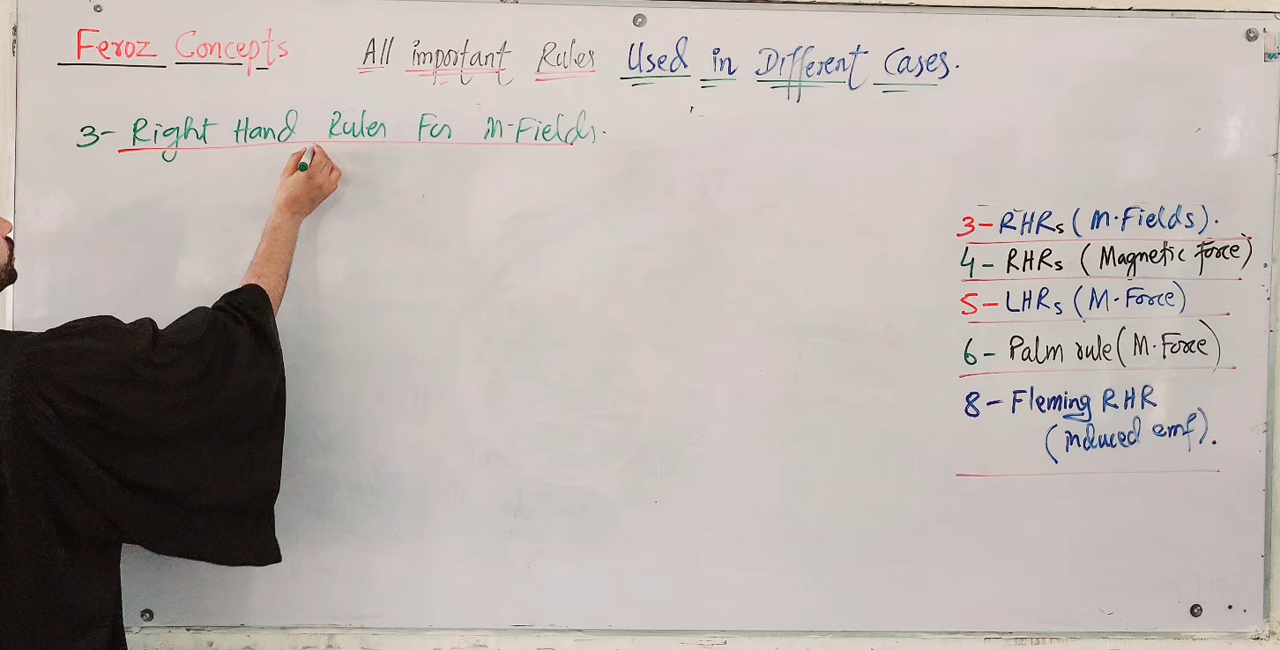 Feroz Concepts All important Rules Used in Different Cases.
3- Right Hand Rules For M-Fields.
3- RHRs (M.Fields).
4- RHRs (Magnetic force)
5- LHRs (M.Force)
6- Palm rule (M.Force)
8- Fleming RHR
(induced emf).